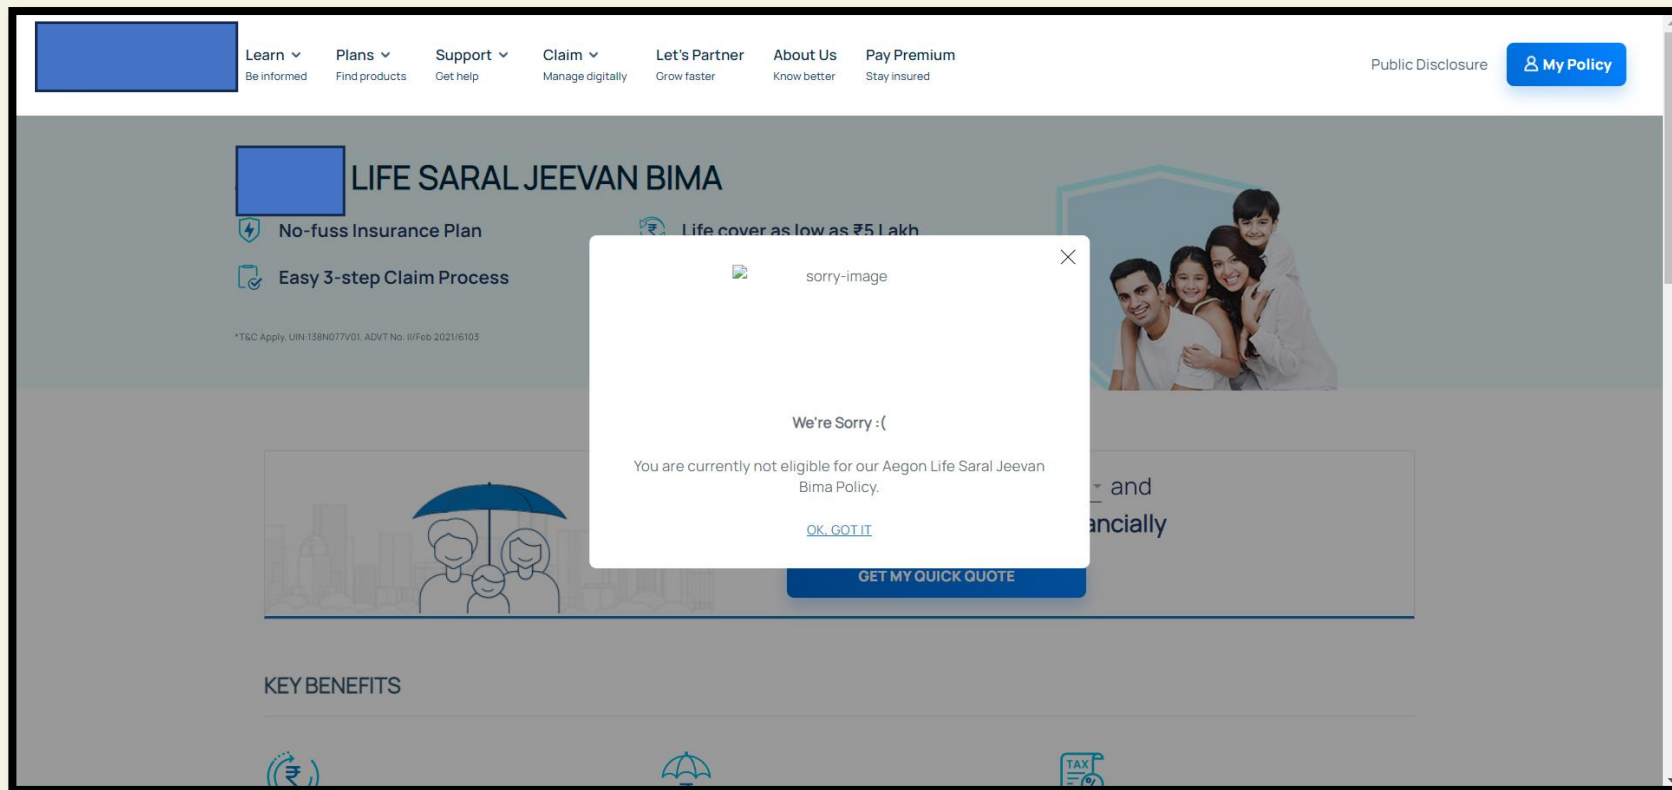 Learn Plans Support Claim Let's Partner About Us Pay Premium
Be informed Find products Get help Manage digitally Grow faster Know better Stay insured
Public Disclosure My Policy
LIFE SARAL JEEVAN BIMA
No-fuss Insurance Plan
Life cover as low as ₹5 Lakh
Easy 3-step Claim Process
*T&C Apply. UIN-138N077V01. ADVT No. II/Feb 2021/6103
sorry-image
We're Sorry :(
You are currently not eligible for our Aegon Life Saral Jeevan
Bima Policy.
OK, GOT IT
and
ancially
GET MY QUICK QUOTE
KEY BENEFITS
TAX